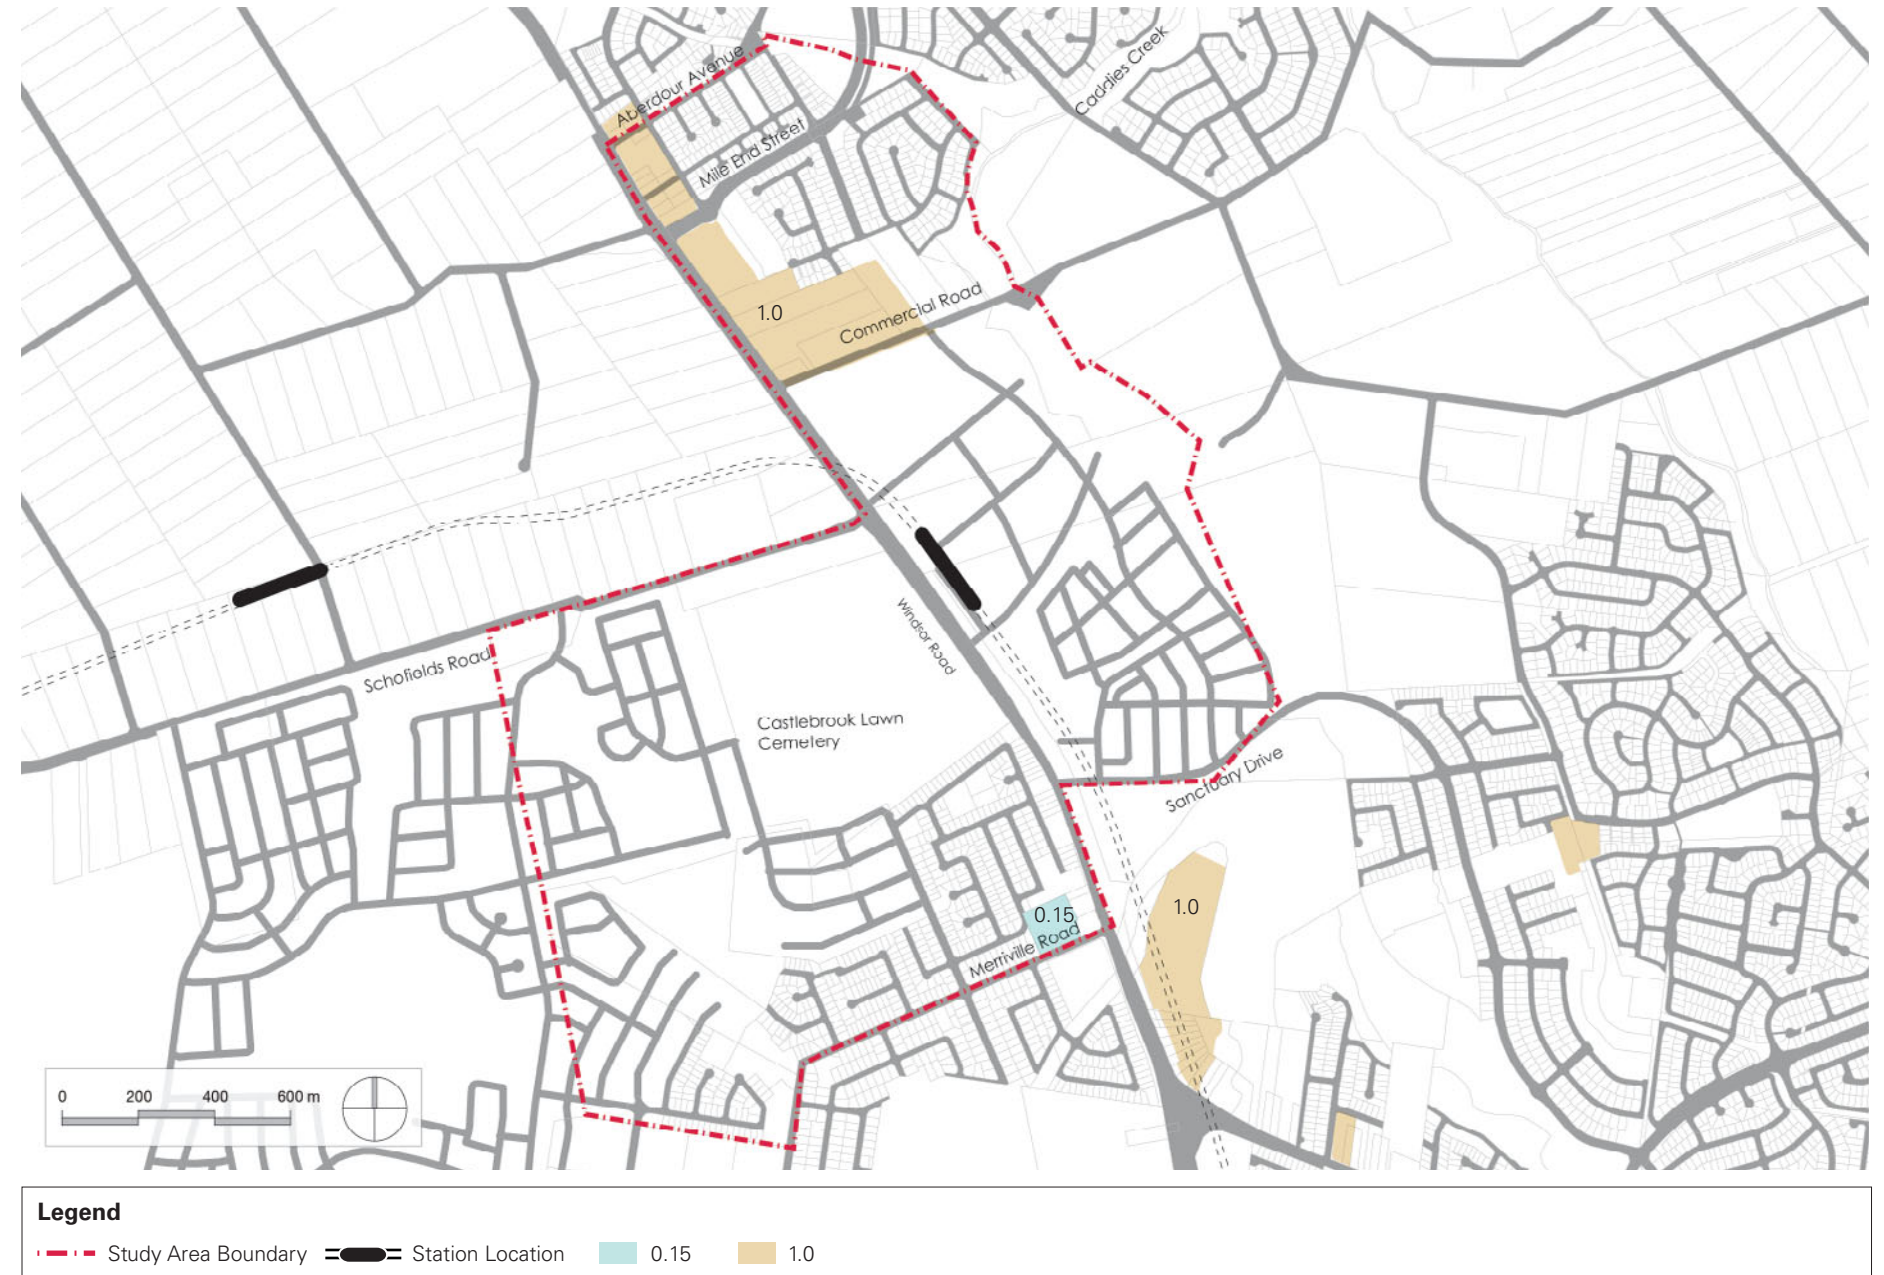 Aberdour Avenue
Caddies Creek
Mile End Street
1.0
Commercial Road
Windsor Road
Schofields Road
Castlebrook Lawn
Cemetery
Sanctuary Drive
0.15
1.0
Merriville Road
0 200 400 600 m
Legend
Study Area Boundary Station Location 0.15 1.0